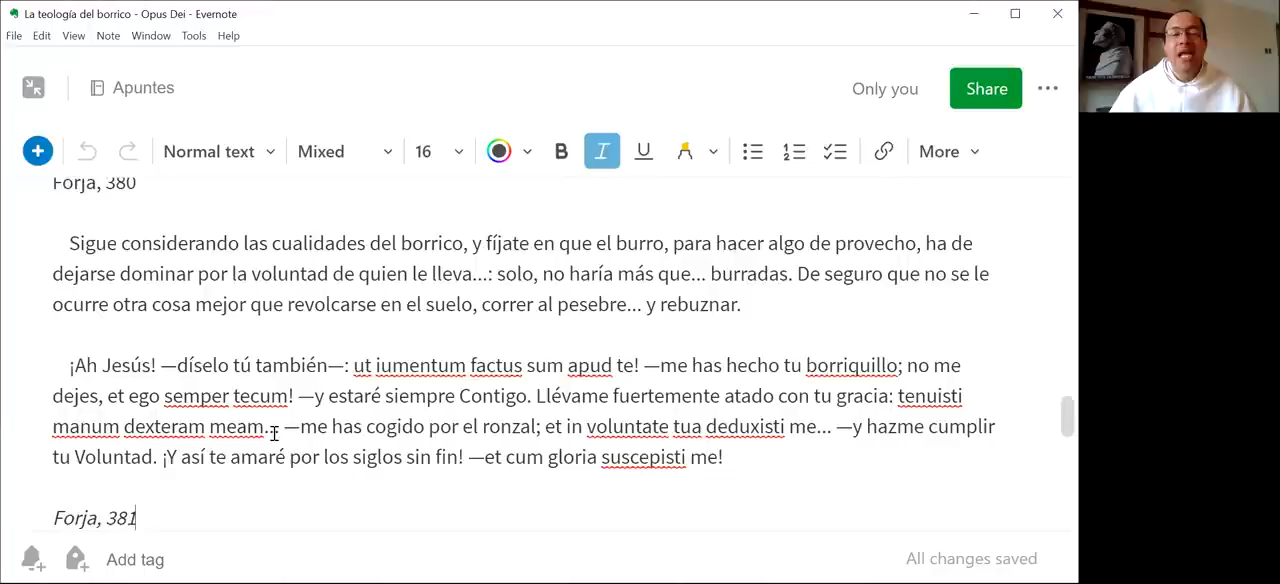 La teología del borrico - Opus Dei - Evernote
File Edit View Note Window Tools Help
Apuntes
Only you
Share
Normal text
Mixed
16
B
I
U
More
Forja, 380
Sigue considerando las cualidades del borrico, y fíjate en que el burro, para hacer algo de provecho, ha de
dejarse dominar por la voluntad de quien le lleva...: solo, no haría más que... burradas. De seguro que no se le
ocurre otra cosa mejor que revolcarse en el suelo, correr al pesebre... y rebuznar.
¡Ah Jesús! —díselo tú también—: ut iumentum factus sum apud te! —me has hecho tu borriquillo; no me
dejes, et ego semper tecum! —y estaré siempre Contigo. Llévame fuertemente atado con tu gracia: tenuisti
manum dexteram meam... —me has cogido por el ronzal; et in voluntate tua deduxisti me... —y hazme cumplir
tu Voluntad. ¡Y así te amaré por los siglos sin fin! —et cum gloria suscepisti me!
Forja, 381
Add tag
All changes saved